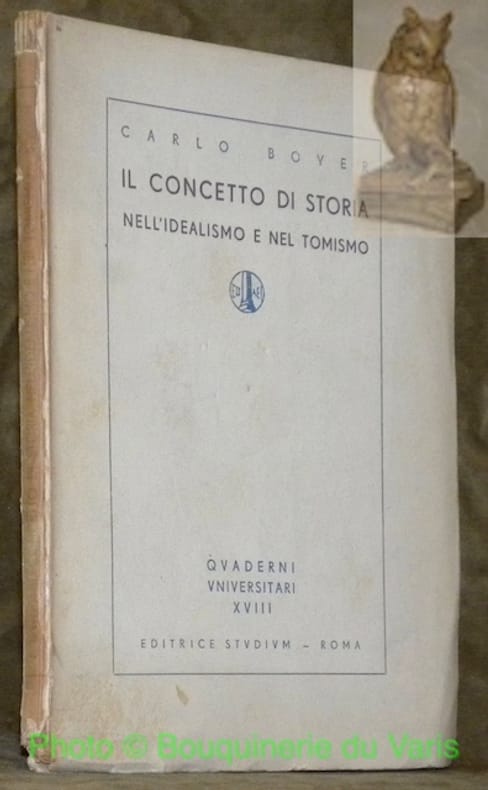 CARLO BOYER
IL CONCETTO DI STORIA
NELL'IDEALISMO E NEL TOMISMO
QVADERNI
VNIVERSITARI
XVIII
EDITRICE STVDIVM - ROMA
Photo © Bouquinerie du Varis